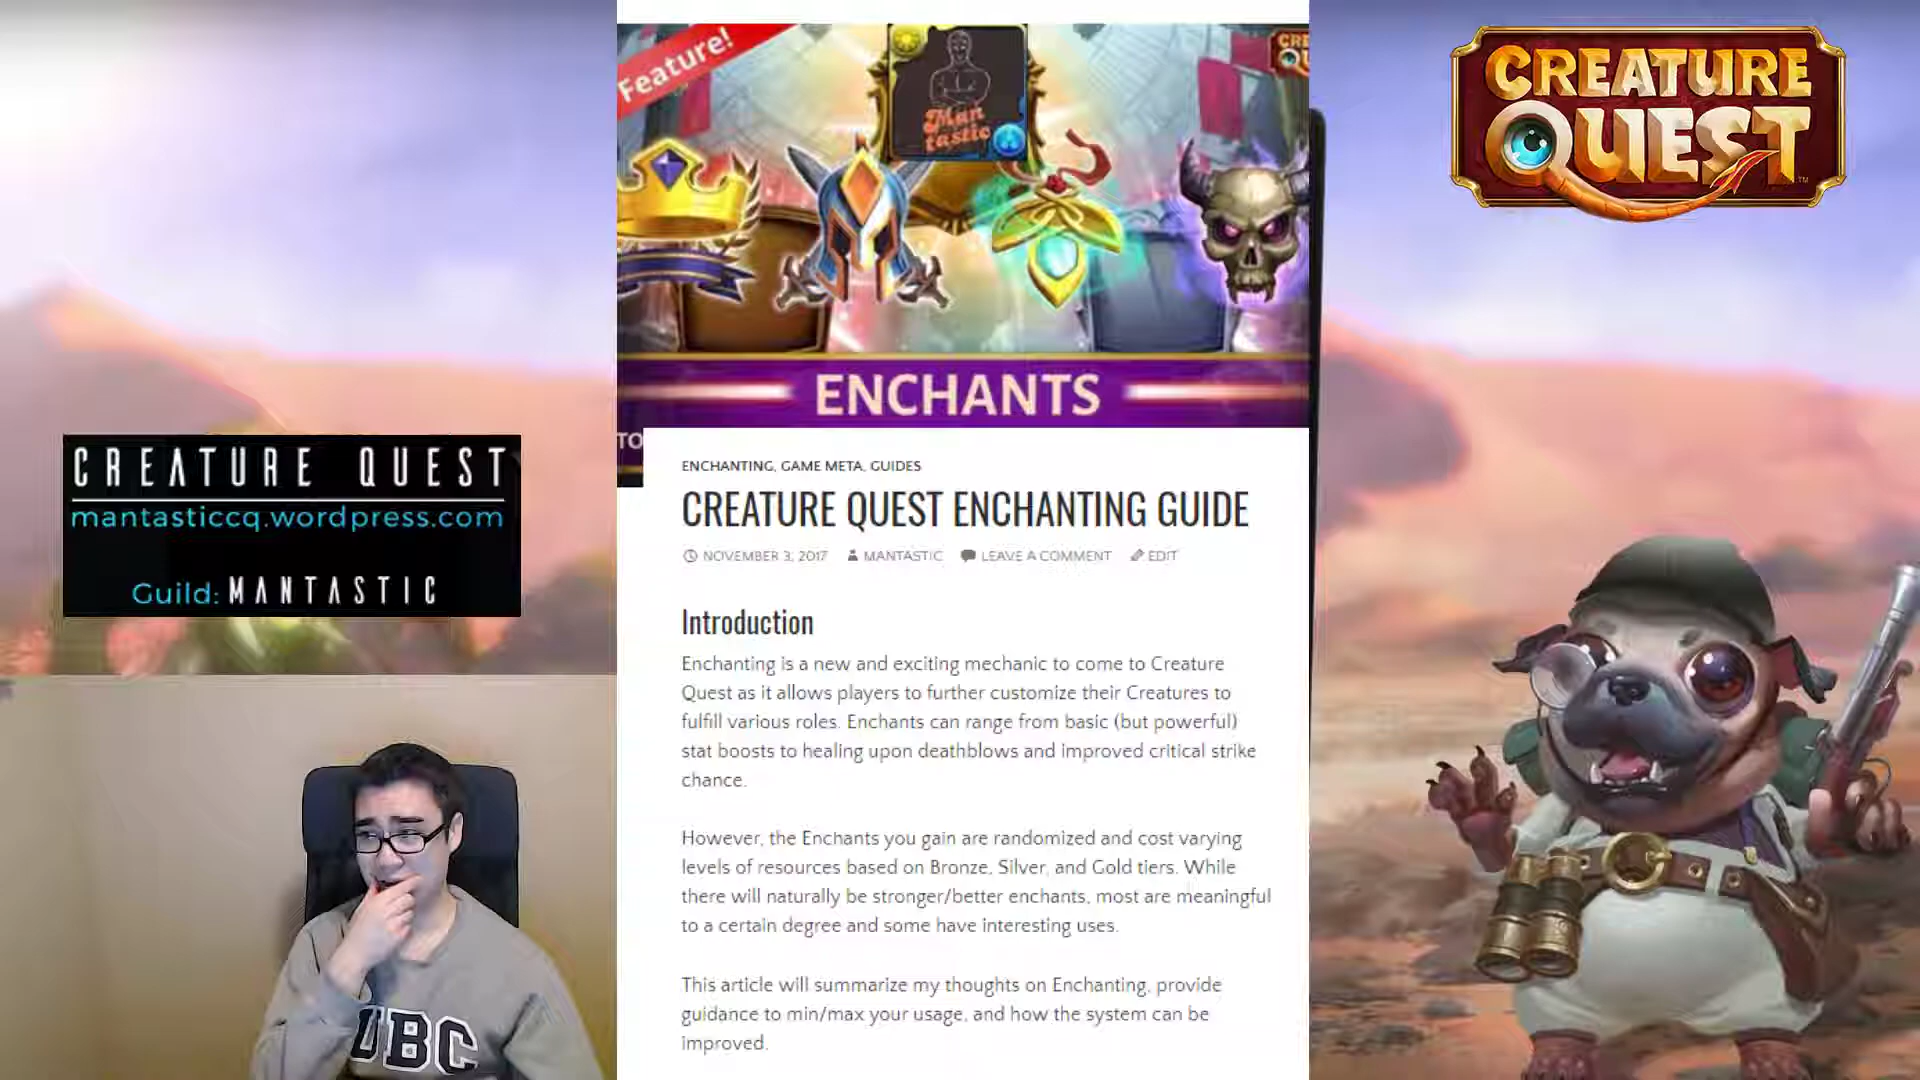 Feature!
Man
tastic
CREATURE
QUEST
™
ENCHANTS
TO
ENCHANTING, GAME META, GUIDES
CREATURE QUEST ENCHANTING GUIDE
NOVEMBER 3, 2017 MANTASTIC LEAVE A COMMENT EDIT
Introduction
Enchanting is a new and exciting mechanic to come to Creature
Quest as it allows players to further customize their Creatures to
fulfill various roles. Enchants can range from basic (but powerful)
stat boosts to healing upon deathblows and improved critical strike
chance.
However, the Enchants you gain are randomized and cost varying
levels of resources based on Bronze, Silver, and Gold tiers. While
there will naturally be stronger/better enchants, most are meaningful
to a certain degree and some have interesting uses.
This article will summarize my thoughts on Enchanting, provide
guidance to min/max your usage, and how the system can be
improved.
CREATURE QUEST
mantasticcq.wordpress.com
Guild: MANTASTIC
UBC